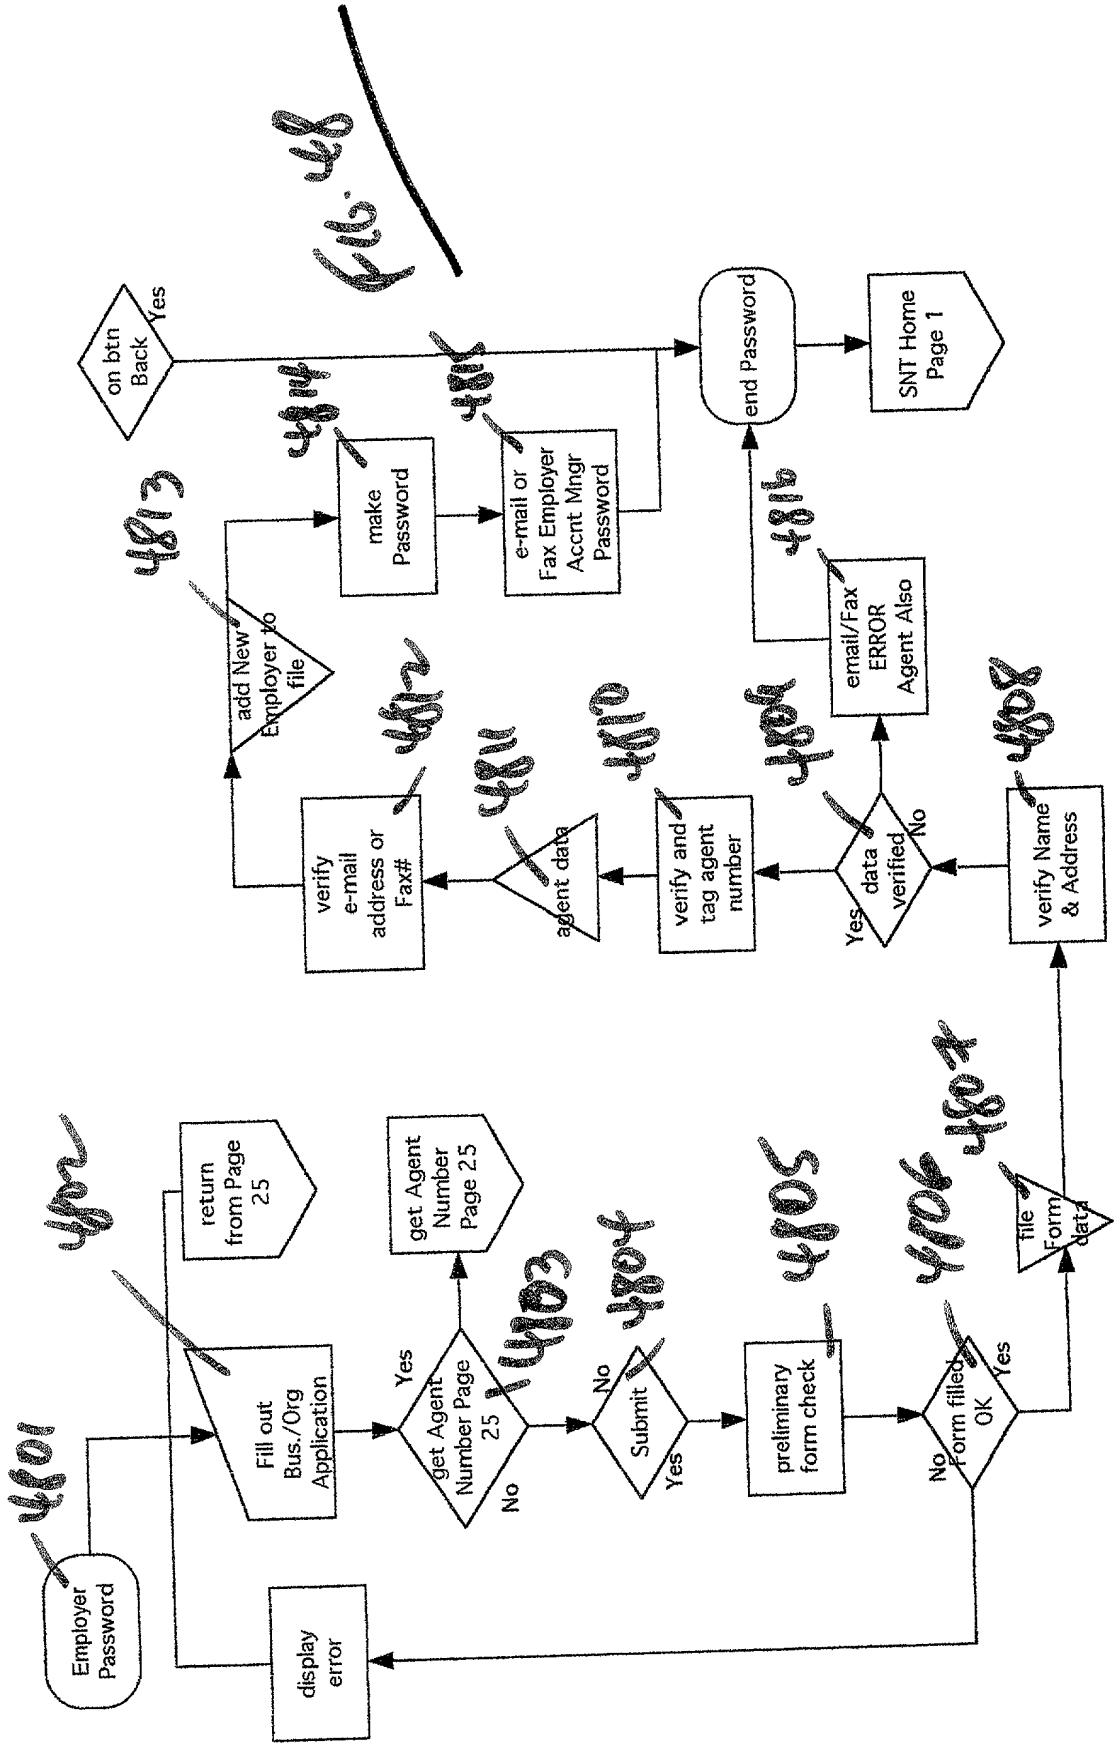 4801
Employer
Password
display
error
4802
Fill out
Bus./Org
Application
return
from Page
25
get Agent
Number Page
25
Yes
No
4803
get Agent
Number
Page 25
Submit
No
Yes
4804
preliminary
form check
4805
Form filled
OK
No
Yes
4806
file
Form
data
4807
verify Name
& Address
4808
data
verified
Yes
No
4809
verify and
tag agent
number
4810
agent data
4811
verify
e-mail
address or
Fax#
4812
add New
Employer to
file
4813
make
Password
4814
e-mail or
Fax Employer
Accnt Mngr
Password
4815
email/Fax
ERROR
Agent Also
4816
on btn
Back
Yes
end Password
SNT Home
Page 1
FIG. 48